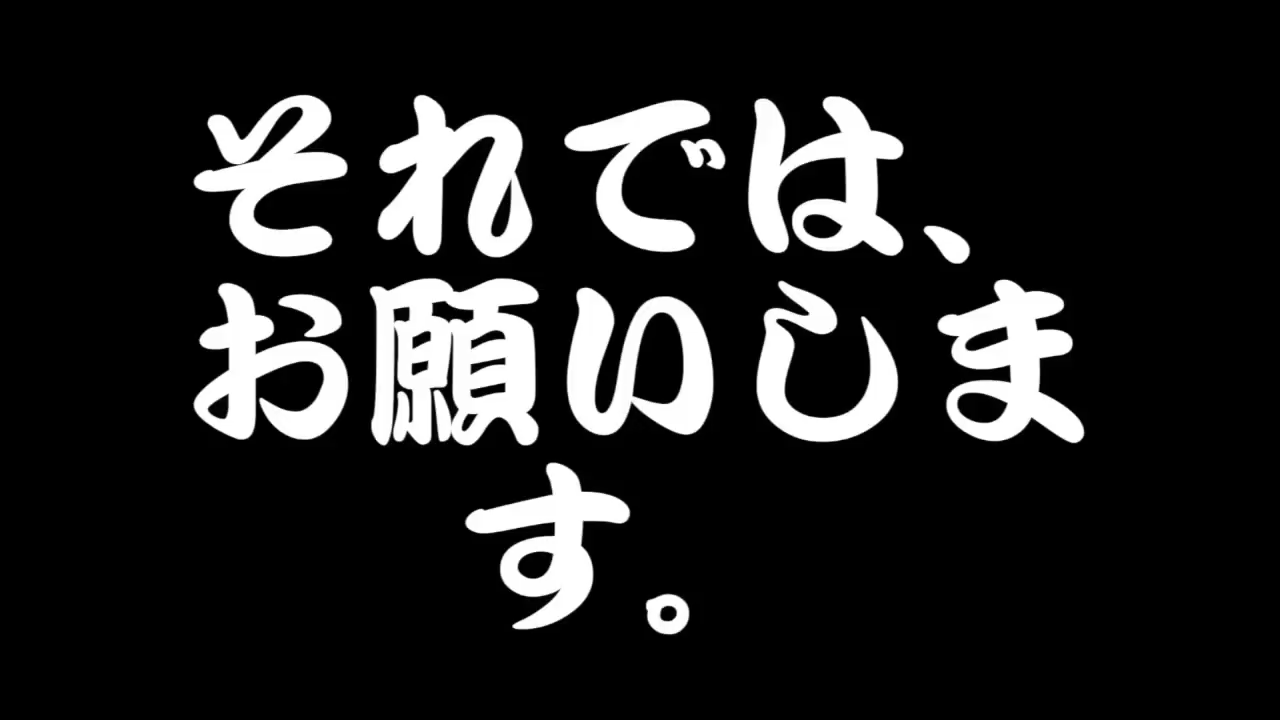 それでは、
お願いしま
す。